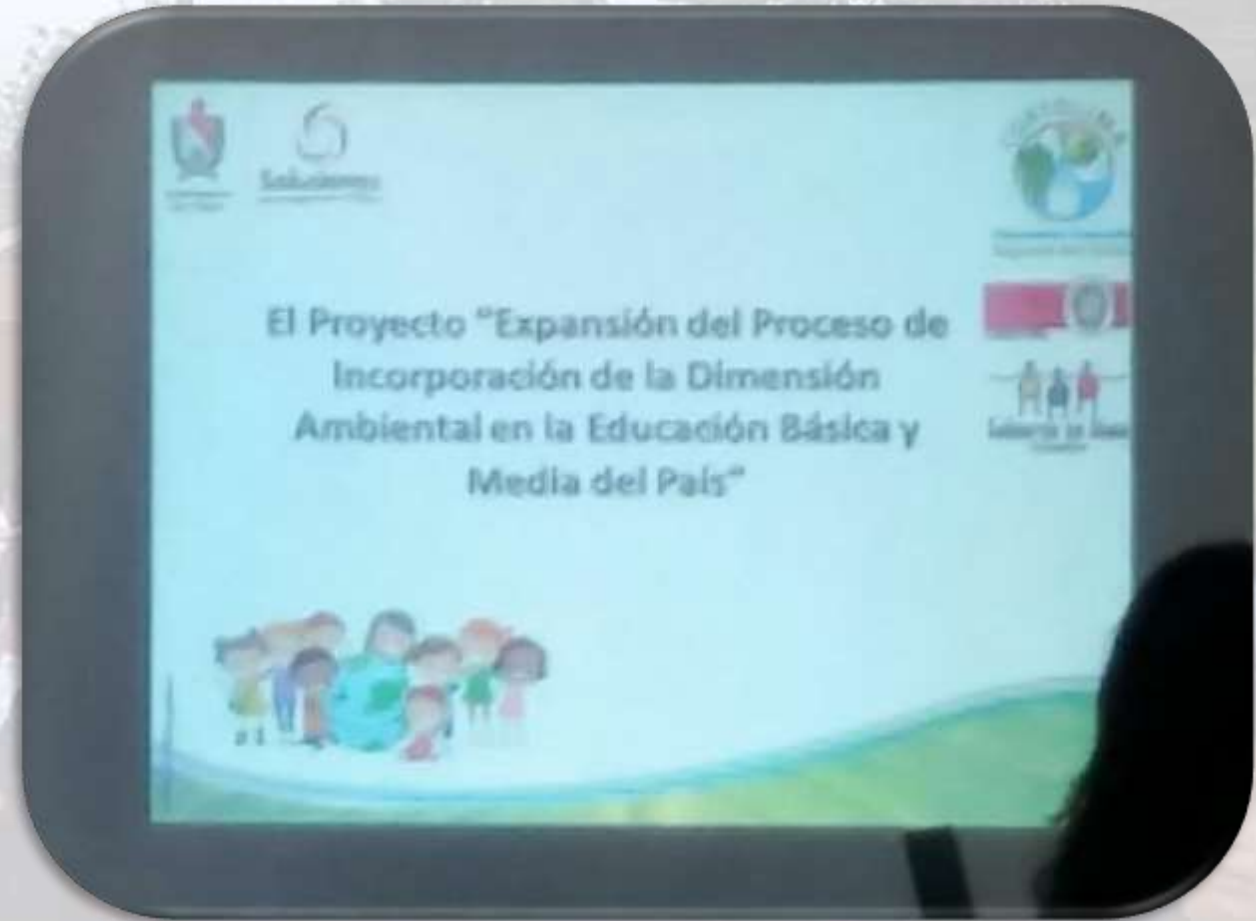 El Proyecto "Expansión del Proceso de
Incorporación de la Dimensión
Ambiental en la Educación Básica y
Media del País"